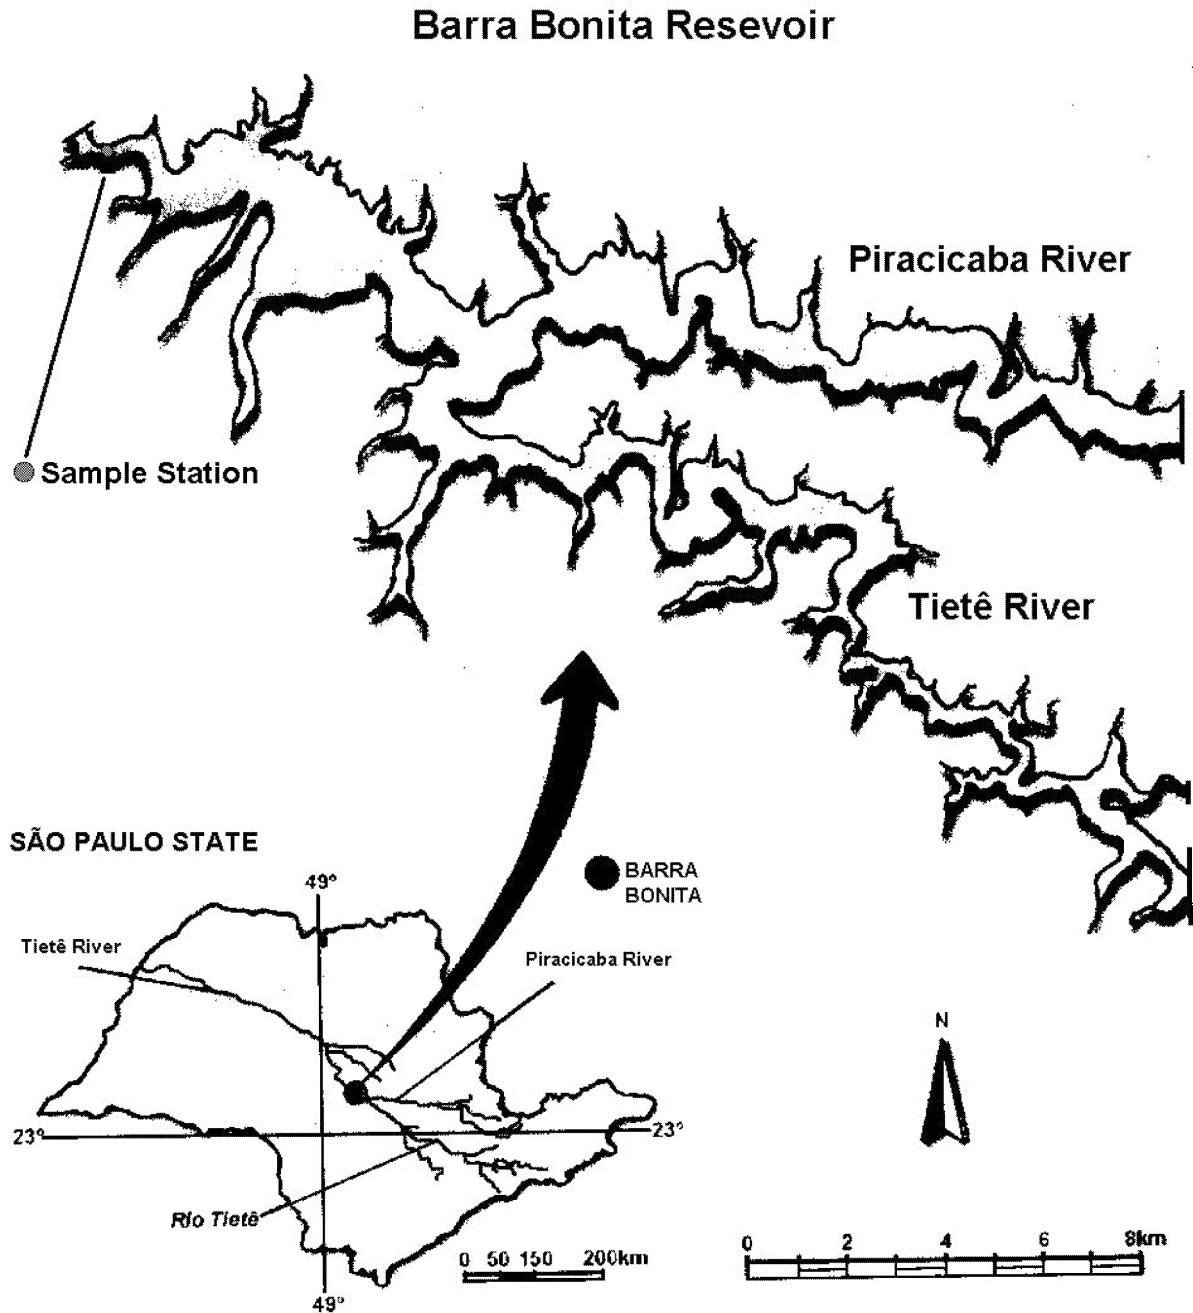 Barra Bonita Resevoir
Piracicaba River
Sample Station
Tietê River
SÃO PAULO STATE
BARRA
BONITA
49°
Tietê River
Piracicaba River
N
23°
23°
Rio Tietê
0 50 150 200km
0 2 4 6 8km
49°